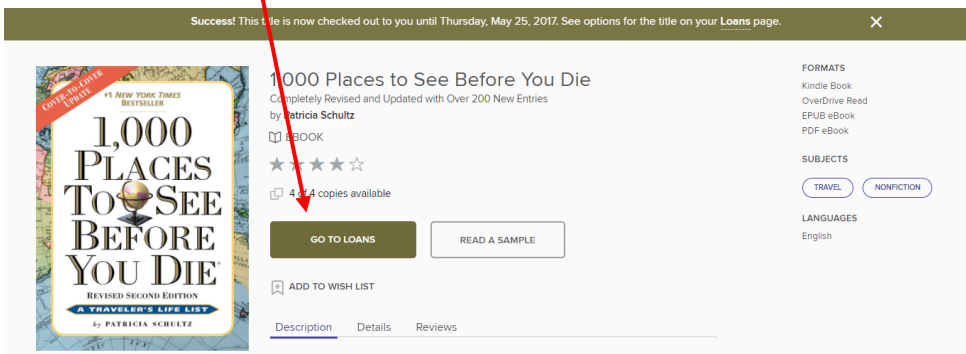 Success! This title is now checked out to you until Thursday, May 25, 2017. See options for the title on your Loans page.
COVER-TO-COVER
UPDATE
#1 NEW YORK TIMES
BESTSELLER
1,000
PLACES
TO SEE
BEFORE
YOU DIE
REVISED SECOND EDITION
A TRAVELER'S LIFE LIST
by PATRICIA SCHULTZ
1,000 Places to See Before You Die
Completely Revised and Updated with Over 200 New Entries
by Patricia Schultz
EBOOK
4 of 4 copies available
GO TO LOANS
READ A SAMPLE
ADD TO WISH LIST
Description Details Reviews
FORMATS
Kindle Book
OverDrive Read
EPUB eBook
PDF eBook
SUBJECTS
TRAVEL NONFICTION
LANGUAGES
English